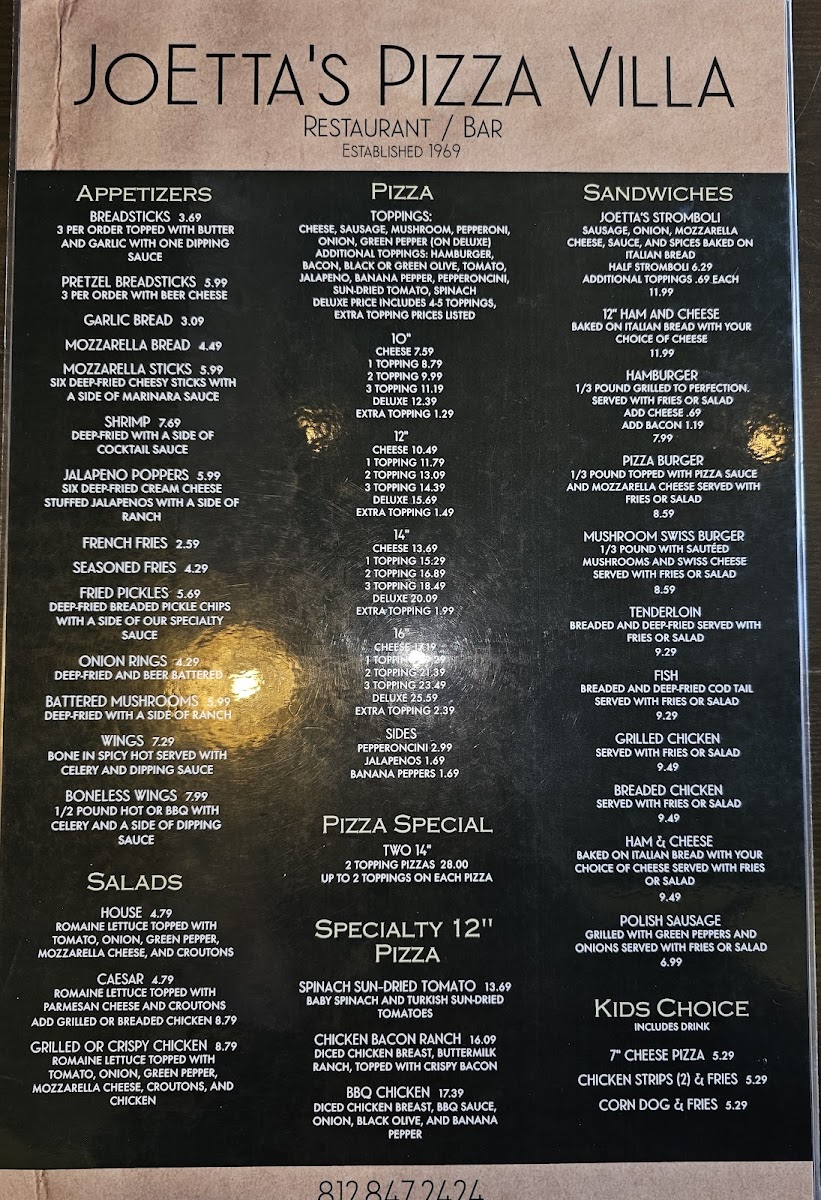 JoEtta's Pizza Villa
Restaurant / Bar
Established 1969
Appetizers
BREADSTICKS 3.69
3 PER ORDER TOPPED WITH BUTTER
AND GARLIC WITH ONE DIPPING
SAUCE
PRETZEL BREADSTICKS 5.99
3 PER ORDER WITH BEER CHEESE
GARLIC BREAD 3.09
MOZZARELLA BREAD 4.49
MOZZARELLA STICKS 5.99
SIX DEEP-FRIED CHEESY STICKS WITH
A SIDE OF MARINARA SAUCE
SHRIMP 7.69
DEEP-FRIED WITH A SIDE OF
COCKTAIL SAUCE
JALAPENO POPPERS 5.99
SIX DEEP-FRIED CREAM CHEESE
STUFFED JALAPENOS WITH A SIDE OF
RANCH
FRENCH FRIES 2.59
SEASONED FRIES 4.29
FRIED PICKLES 5.69
DEEP-FRIED BREADED PICKLE CHIPS
WITH A SIDE OF OUR SPECIALTY
SAUCE
ONION RINGS 4.29
DEEP-FRIED AND BEER BATTERED
BATTERED MUSHROOMS 5.99
DEEP-FRIED WITH A SIDE OF RANCH
WINGS 7.29
BONE IN SPICY HOT SERVED WITH
CELERY AND DIPPING SAUCE
BONELESS WINGS 7.99
1/2 POUND HOT OR BBQ WITH
CELERY AND A SIDE OF DIPPING
SAUCE
Salads
HOUSE 4.79
ROMAINE LETTUCE TOPPED WITH
TOMATO, ONION, GREEN PEPPER,
MOZZARELLA CHEESE, AND CROUTONS
CAESAR 4.79
ROMAINE LETTUCE TOPPED WITH
PARMESAN CHEESE AND CROUTONS
ADD GRILLED OR BREADED CHICKEN 8.79
GRILLED OR CRISPY CHICKEN 8.79
ROMAINE LETTUCE TOPPED WITH
TOMATO, ONION, GREEN PEPPER,
MOZZARELLA CHEESE, CROUTONS, AND
CHICKEN
Pizza
TOPPINGS:
CHEESE, SAUSAGE, MUSHROOM, PEPPERONI,
ONION, GREEN PEPPER (ON DELUXE)
ADDITIONAL TOPPINGS: HAMBURGER,
BACON, BLACK OR GREEN OLIVE, TOMATO,
JALAPENO, BANANA PEPPER, PEPPERONCINI,
SUN-DRIED TOMATO, SPINACH
DELUXE PRICE INCLUDES 4-5 TOPPINGS,
EXTRA TOPPING PRICES LISTED
10"
CHEESE 7.59
1 TOPPING 8.79
2 TOPPING 9.99
3 TOPPING 11.19
DELUXE 12.39
EXTRA TOPPING 1.29
12"
CHEESE 10.49
1 TOPPING 11.79
2 TOPPING 13.09
3 TOPPING 14.39
DELUXE 15.69
EXTRA TOPPING 1.49
14"
CHEESE 13.69
1 TOPPING 15.29
2 TOPPING 16.89
3 TOPPING 18.49
DELUXE 20.09
EXTRA TOPPING 1.99
16"
CHEESE 17.19
1 TOPPING
2 TOPPING 21.39
3 TOPPING 23.49
DELUXE 25.59
EXTRA TOPPING 2.39
SIDES
PEPPERONCINI 2.99
JALAPENOS 1.69
BANANA PEPPERS 1.69
Pizza Special
TWO 14"
2 TOPPING PIZZAS 28.00
UP TO 2 TOPPINGS ON EACH PIZZA
Specialty 12"
Pizza
SPINACH SUN-DRIED TOMATO 13.69
BABY SPINACH AND TURKISH SUN-DRIED
TOMATOES
CHICKEN BACON RANCH 16.09
DICED CHICKEN BREAST, BUTTERMILK
RANCH, TOPPED WITH CRISPY BACON
BBQ CHICKEN 17.39
DICED CHICKEN BREAST, BBQ SAUCE,
ONION, BLACK OLIVE, AND BANANA
PEPPER
Sandwiches
JOETTA'S STROMBOLI
SAUSAGE, ONION, MOZZARELLA
CHEESE, SAUCE, AND SPICES BAKED ON
ITALIAN BREAD
HALF STROMBOLI 6.29
ADDITIONAL TOPPINGS .69 EACH
11.99
12" HAM AND CHEESE
BAKED ON ITALIAN BREAD WITH YOUR
CHOICE OF CHEESE
11.99
HAMBURGER
1/3 POUND GRILLED TO PERFECTION.
SERVED WITH FRIES OR SALAD
ADD CHEESE .69
ADD BACON 1.19
7.99
PIZZA BURGER
1/3 POUND TOPPED WITH PIZZA SAUCE
AND MOZZARELLA CHEESE SERVED WITH
FRIES OR SALAD
8.59
MUSHROOM SWISS BURGER
1/3 POUND WITH SAUTÉED
MUSHROOMS AND SWISS CHEESE
SERVED WITH FRIES OR SALAD
8.59
TENDERLOIN
BREADED AND DEEP-FRIED SERVED WITH
FRIES OR SALAD
9.29
FISH
BREADED AND DEEP-FRIED COD TAIL
SERVED WITH FRIES OR SALAD
9.29
GRILLED CHICKEN
SERVED WITH FRIES OR SALAD
9.49
BREADED CHICKEN
SERVED WITH FRIES OR SALAD
9.49
HAM & CHEESE
BAKED ON ITALIAN BREAD WITH YOUR
CHOICE OF CHEESE SERVED WITH FRIES
OR SALAD
9.49
POLISH SAUSAGE
GRILLED WITH GREEN PEPPERS AND
ONIONS SERVED WITH FRIES OR SALAD
6.99
Kids Choice
INCLUDES DRINK
7" CHEESE PIZZA 5.29
CHICKEN STRIPS (2) & FRIES 5.29
CORN DOG & FRIES 5.29
812.847.2424